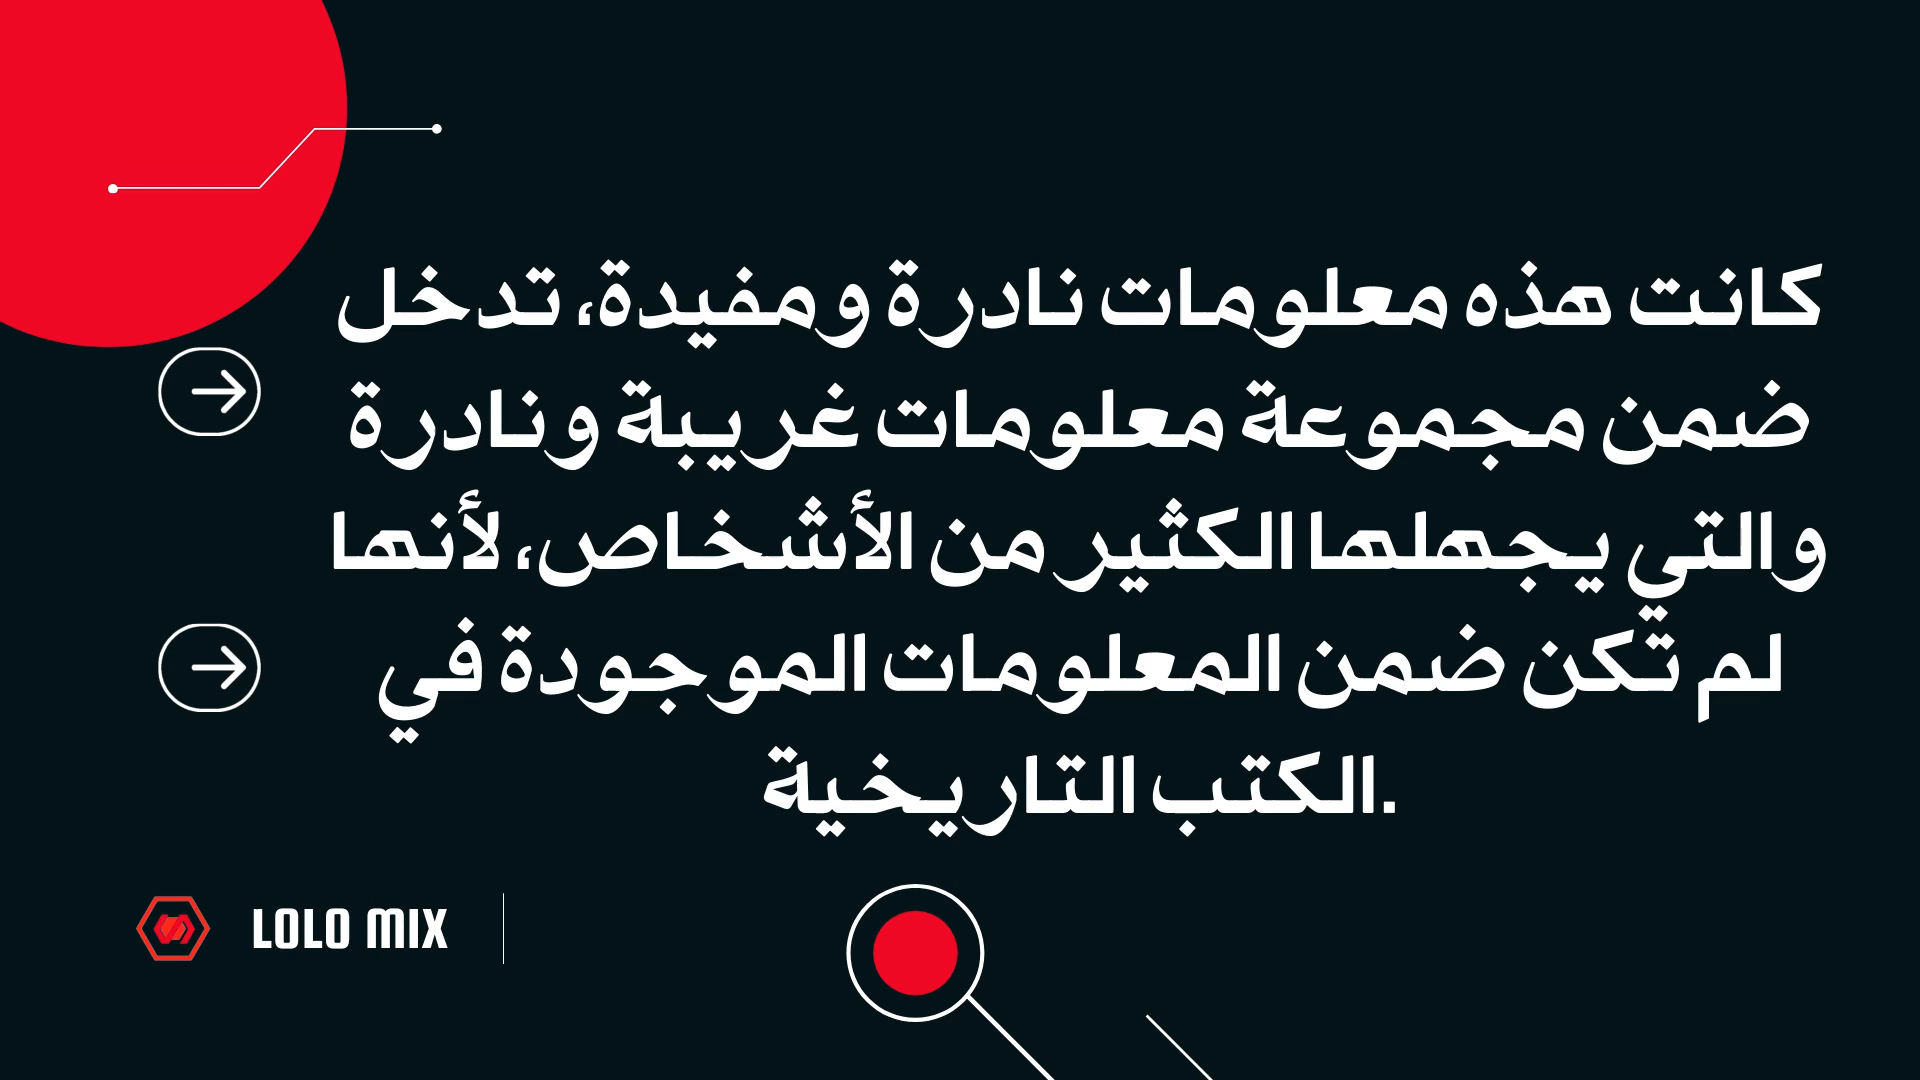 كانت هذه معلومات نادرة ومفيدة، تدخل
ضمن مجموعة معلومات غريبة ونادرة
والتي يجهلها الكثير من الأشخاص، لأنها
لم تكن ضمن المعلومات الموجودة في
الكتب التاريخية.
LOLO MIX